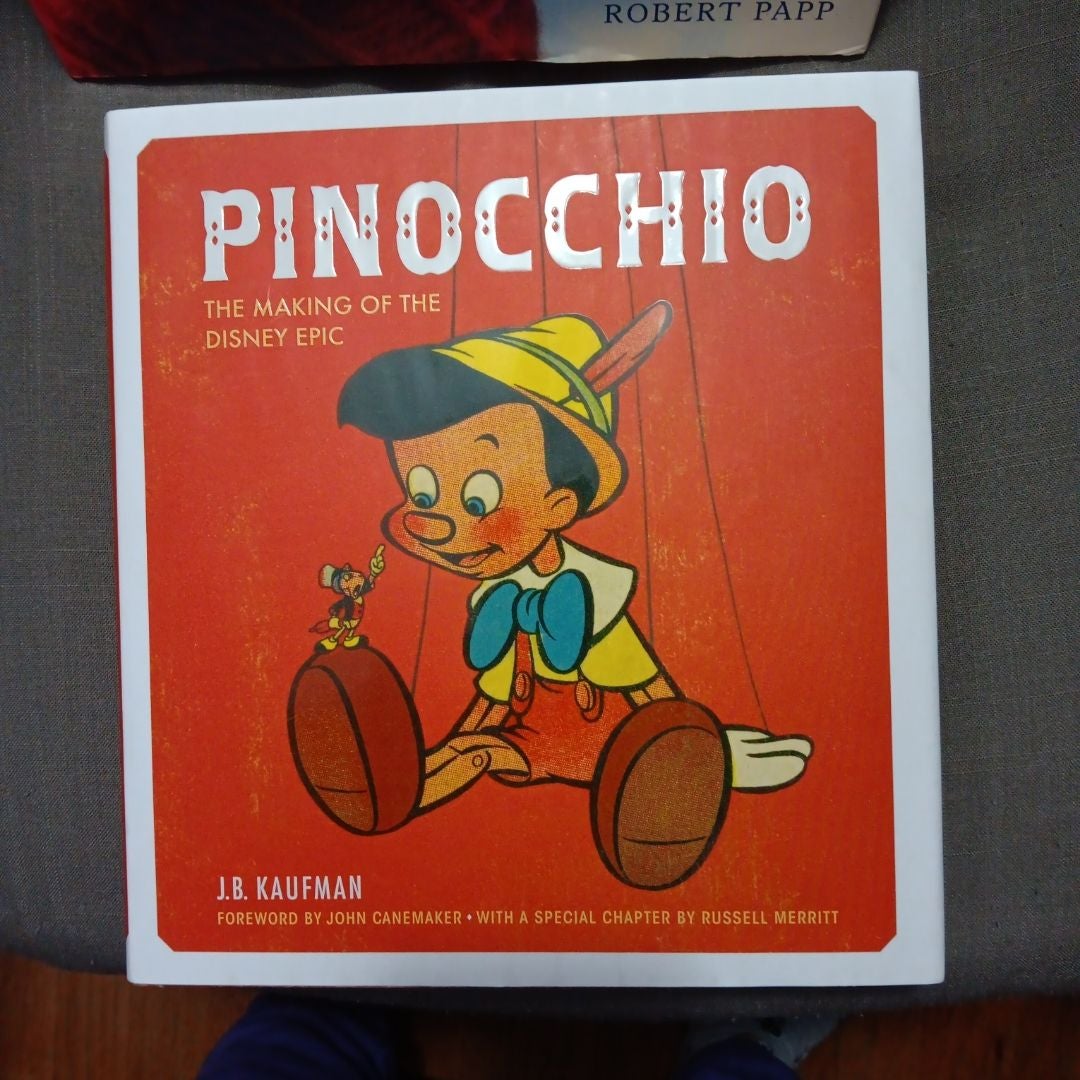 ROBERT PAPP
PINOCCHIO
THE MAKING OF THE
DISNEY EPIC
J.B. KAUFMAN
FOREWORD BY JOHN CANEMAKER • WITH A SPECIAL CHAPTER BY RUSSELL MERRITT